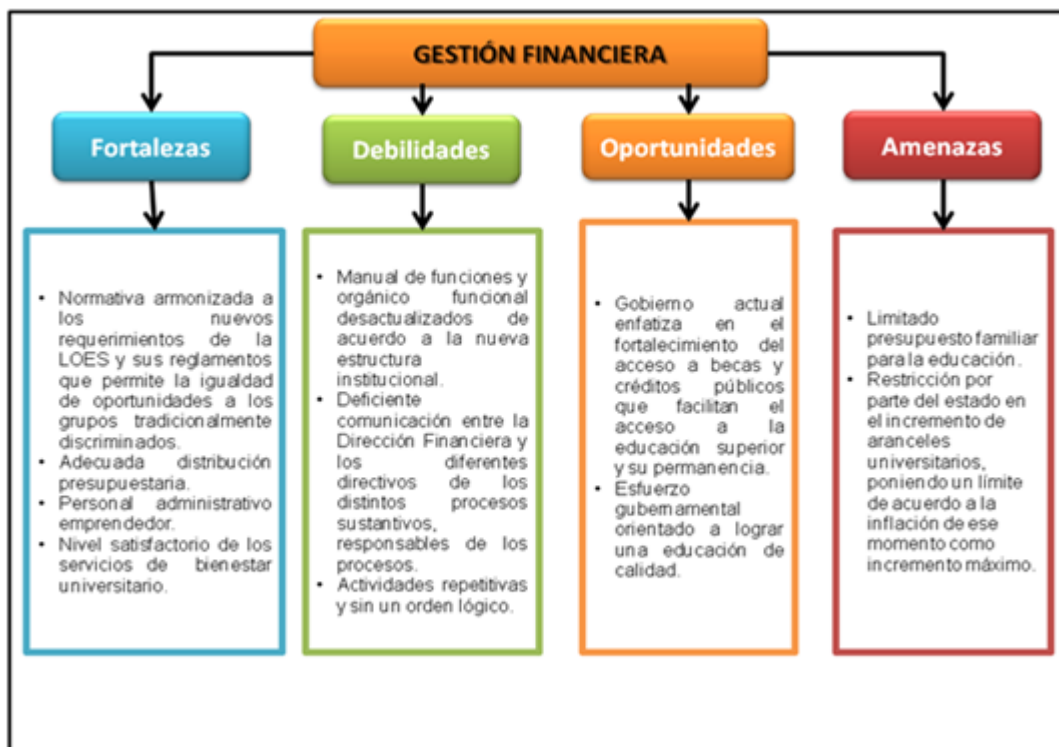 GESTIÓN FINANCIERA
Fortalezas
Debilidades
Oportunidades
Amenazas
• Normativa armonizada a
los nuevos
requerimientos de la
LOES y sus reglamentos
que permite la igualdad
de oportunidades a los
grupos tradicionalmente
discriminados.
• Adecuada distribución
presupuestaria.
• Personal administrativo
emprendedor.
• Nivel satisfactorio de los
servicios de bienestar
universitario.
• Manual de funciones y
orgánico funcional
desactualizados de
acuerdo a la nueva
estructura
institucional.
• Deficiente
comunicación entre la
Dirección Financiera y
los diferentes
directivos de los
distintos procesos
sustantivos,
responsables de los
procesos.
• Actividades repetitivas
y sin un orden lógico.
• Gobierno actual
enfatiza en el
fortalecimiento del
acceso a becas y
créditos públicos
que facilitan el
acceso a la
educación superior
y su permanencia.
• Esfuerzo
gubernamental
orientado a lograr
una educación de
calidad.
• Limitado
presupuesto familiar
para la educación.
• Restricción por
parte del estado en
el incremento de
aranceles
universitarios,
poniendo un límite
de acuerdo a la
inflación de ese
momento como
incremento máximo.